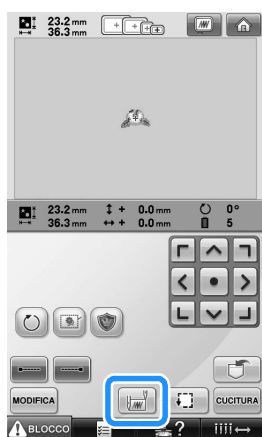 23.2 mm
36.3 mm
23.2 mm ↕ + 0.0 mm 0°
36.3 mm ↔ + 0.0 mm 5
MODIFICA
CUCITURA
BLOCCO
?